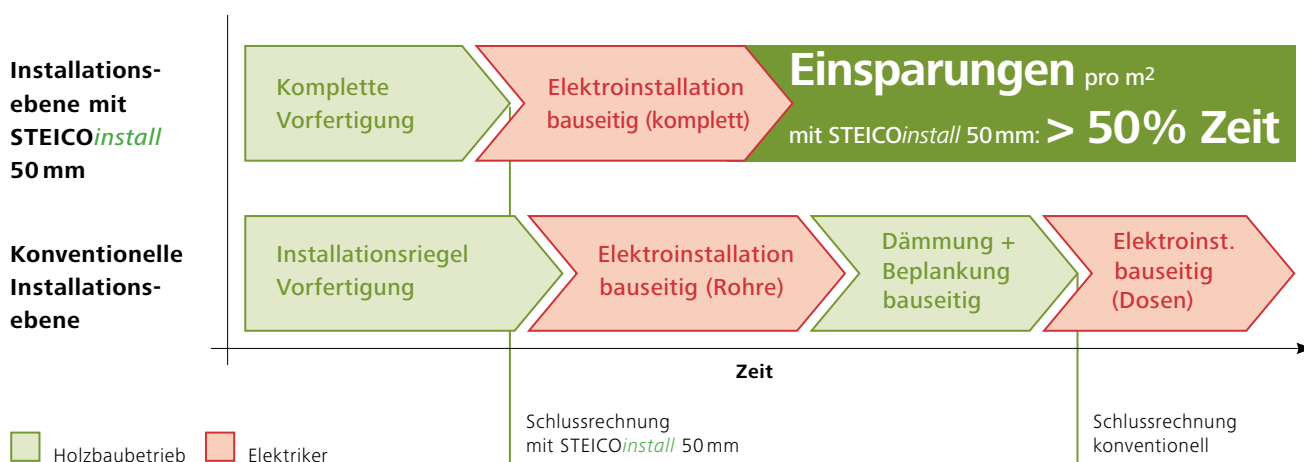 Installations-
ebene mit
STEICOinstall
50 mm
Komplette
Vorfertigung
Elektroinstallation
bauseitig (komplett)
Einsparungen pro m²
mit STEICOinstall 50 mm: > 50% Zeit
Konventionelle
Installations-
ebene
Installationsriegel
Vorfertigung
Elektroinstallation
bauseitig (Rohre)
Dämmung +
Beplankung
bauseitig
Elektroinst.
bauseitig
(Dosen)
Zeit
Schlussrechnung
mit STEICOinstall 50 mm
Schlussrechnung
konventionell
Holzbaubetrieb
Elektriker